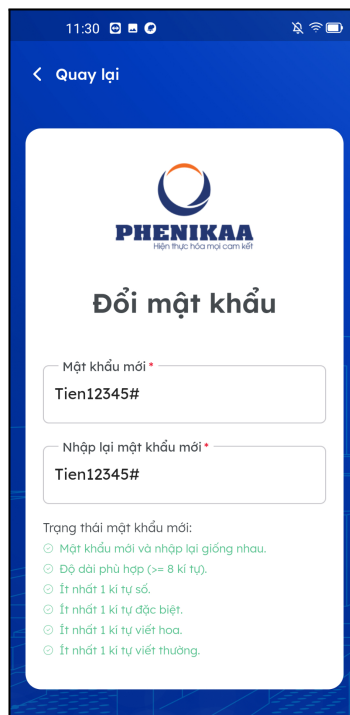 11:30
Quay lại
PHENIKAA
Hiện thực hóa mọi cam kết
Đổi mật khẩu
Mật khẩu mới *
Tien12345#
Nhập lại mật khẩu mới *
Tien12345#
Trạng thái mật khẩu mới:
Mật khẩu mới và nhập lại giống nhau.
Độ dài phù hợp (>= 8 kí tự).
Ít nhất 1 kí tự số.
Ít nhất 1 kí tự đặc biệt.
Ít nhất 1 kí tự viết hoa.
Ít nhất 1 kí tự viết thường.